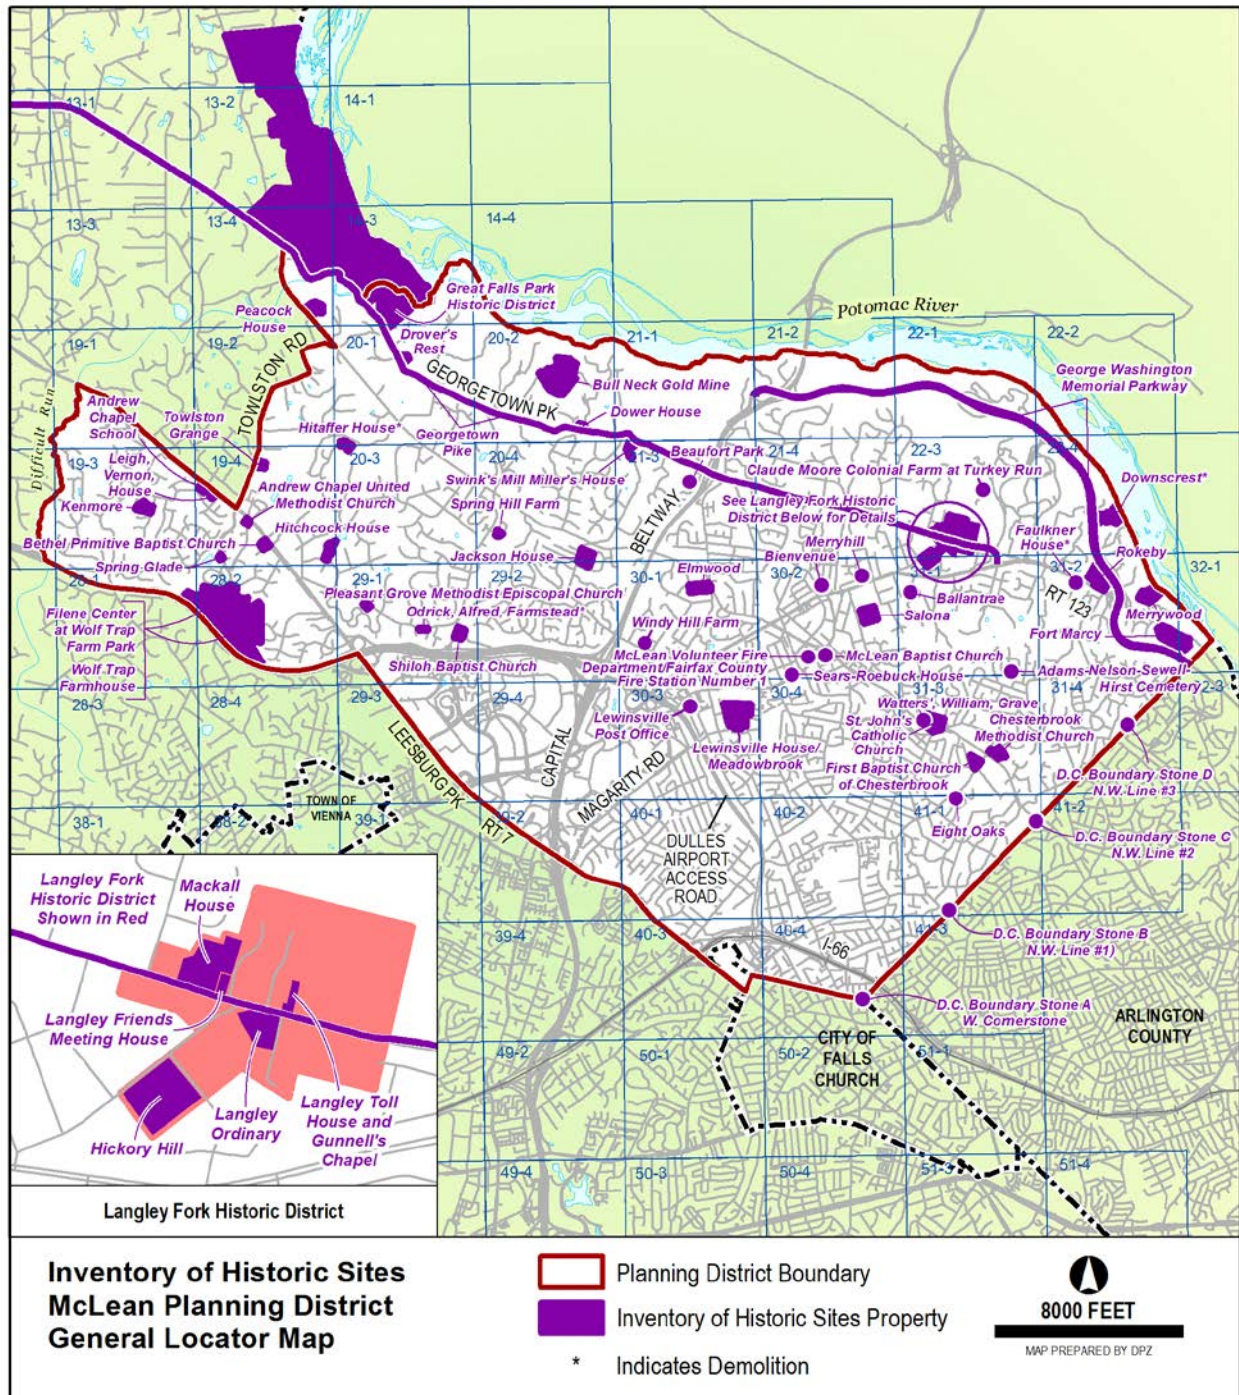 13-1
13-2
14-1
13-3
13-4
14-3
14-4
Great Falls Park
Historic District
Potomac River
Peacock
House
Drover's
Rest
19-1
19-2
20-1
20-2
21-1
21-2
22-1
22-2
TOWLSTON RD
GEORGETOWN PK
George Washington
Memorial Parkway
Bull Neck Gold Mine
Difficult Run
Andrew
Chapel
School
Towlston
Grange
Hitaffer House*
Dower House
Georgetown
Pike
19-3
19-4
20-3
20-4
21-3
21-4
22-3
22-4
Beaufort Park
Leigh,
Vernon,
House
Swink's Mill Miller's House
Claude Moore Colonial Farm at Turkey Run
Downscrest*
Kenmore
Andrew Chapel United
Methodist Church
Spring Hill Farm
BELTWAY
See Langley Fork Historic
District Below for Details
Hitchcock House
Bethel Primitive Baptist Church
Jackson House
Merryhill
Bienvenue
Faulkner
House*
Rokeby
Spring Glade
28-1
28-2
29-1
29-2
30-1
30-2
31-1
31-2
32-1
Elmwood
Pleasant Grove Methodist Episcopal Church
Odrick, Alfred, Farmstead*
Ballantrae
RT 123
Filene Center
at Wolf Trap
Farm Park
Windy Hill Farm
Salona
Merrywood
Fort Marcy
Wolf Trap
Farmhouse
Shiloh Baptist Church
McLean Volunteer Fire
Department/Fairfax County
Fire Station Number 1
McLean Baptist Church
Sears-Roebuck House
Adams-Nelson-Sewell-
Hirst Cemetery
28-3
28-4
29-3
29-4
30-3
30-4
31-3
31-4
32-3
Watters', William, Grave
St. John's
Catholic
Church
Chesterbrook
Methodist Church
Lewinsville
Post Office
LEESBURG PK
CAPITAL
Lewinsville House/
Meadowbrook
First Baptist Church
of Chesterbrook
D.C. Boundary Stone D
N.W. Line #3
MAGARITY RD
TOWN OF
VIENNA
38-1
38-2
39-1
39-2
40-1
40-2
41-1
41-2
RT 7
Eight Oaks
D.C. Boundary Stone C
N.W. Line #2
DULLES
AIRPORT
ACCESS
ROAD
39-4
40-3
40-4
41-3
I-66
D.C. Boundary Stone B
N.W. Line #1)
D.C. Boundary Stone A
W. Cornerstone
ARLINGTON
COUNTY
CITY OF
FALLS
CHURCH
49-2
50-1
50-2
51-1
49-4
50-3
50-4
51-3
51-4
Langley Fork
Historic District
Shown in Red
Mackall
House
Langley Friends
Meeting House
Hickory Hill
Langley
Ordinary
Langley Toll
House and
Gunnell's
Chapel
Langley Fork Historic District
Inventory of Historic Sites
McLean Planning District
General Locator Map
Planning District Boundary
Inventory of Historic Sites Property
* Indicates Demolition
8000 FEET
MAP PREPARED BY DPZ